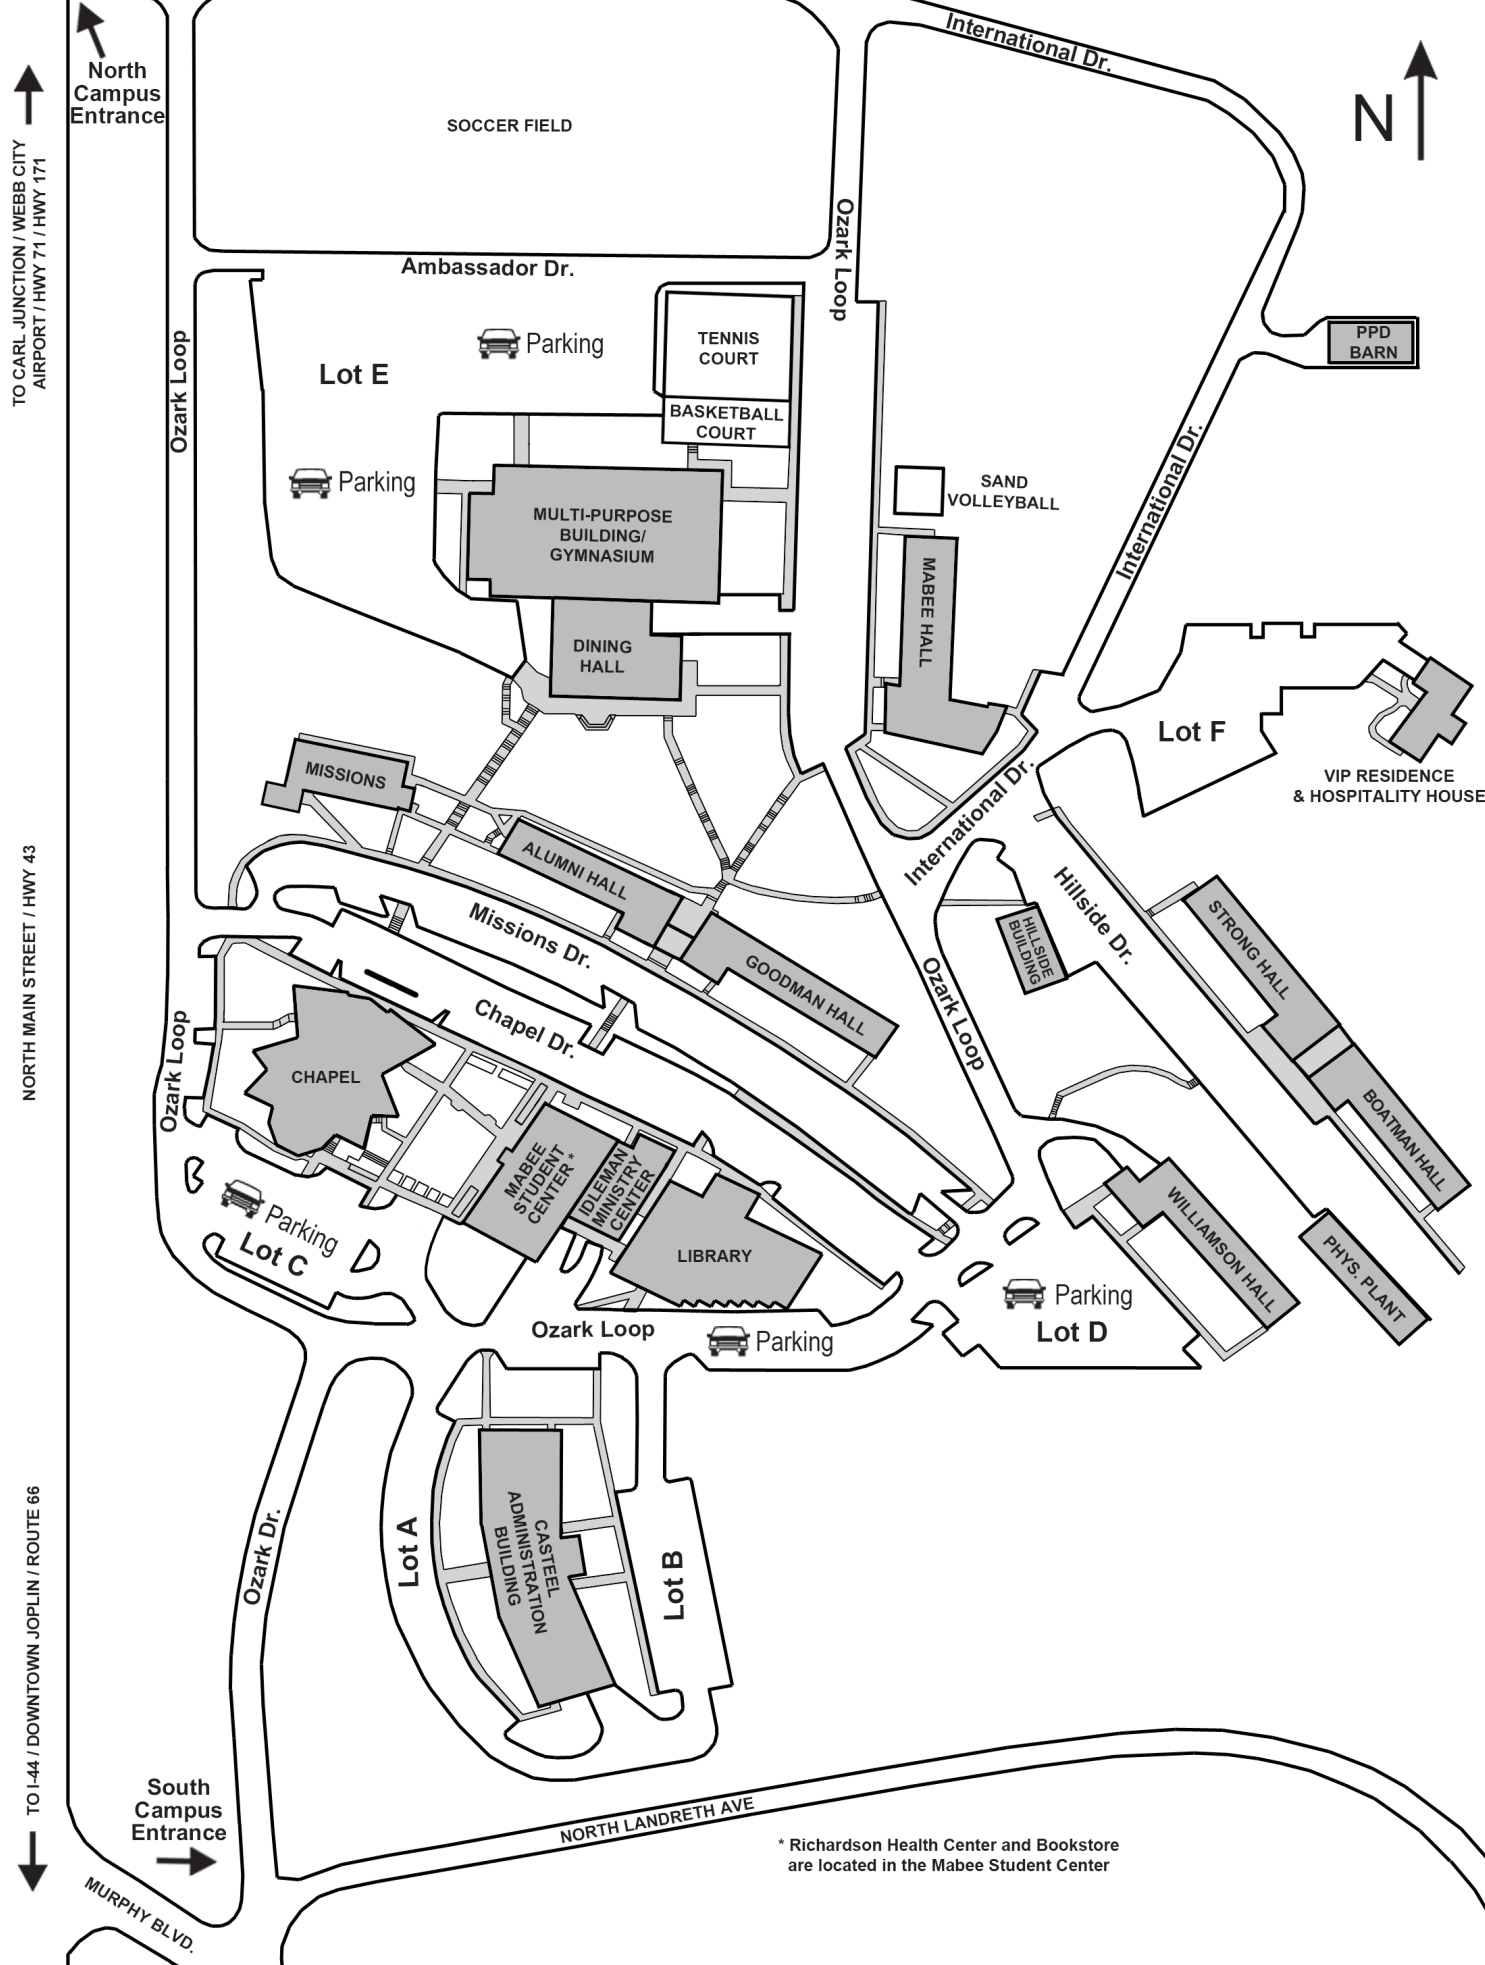 North
Campus
Entrance
TO CARL JUNCTION / WEBB CITY
AIRPORT / HWY 71 / HWY 171
SOCCER FIELD
International Dr.
N
Ozark Loop
Ambassador Dr.
Parking
Lot E
TENNIS
COURT
BASKETBALL
COURT
PPD
BARN
Ozark Loop
Parking
International Dr.
SAND
VOLLEYBALL
MULTI-PURPOSE
BUILDING/
GYMNASIUM
MABEE HALL
DINING
HALL
Lot F
VIP RESIDENCE
& HOSPITALITY HOUSE
MISSIONS
International Dr.
ALUMNI HALL
Hillside Dr.
NORTH MAIN STREET / HWY 43
Missions Dr.
GOODMAN HALL
HILLSIDE
BUILDING
STRONG HALL
Ozark Loop
Chapel Dr.
Ozark Loop
CHAPEL
BOATMAN HALL
MABEE
STUDENT
CENTER *
IDLEMAN
MINISTRY
CENTER
LIBRARY
WILLIAMSON HALL
PHYS. PLANT
Parking
Lot C
Parking
Lot D
Ozark Loop
Parking
TO I-44 / DOWNTOWN JOPLIN / ROUTE 66
Ozark Dr.
Lot A
CASTEEL
ADMINISTRATION
BUILDING
Lot B
South
Campus
Entrance
NORTH LANDRETH AVE
* Richardson Health Center and Bookstore
are located in the Mabee Student Center
MURPHY BLVD.